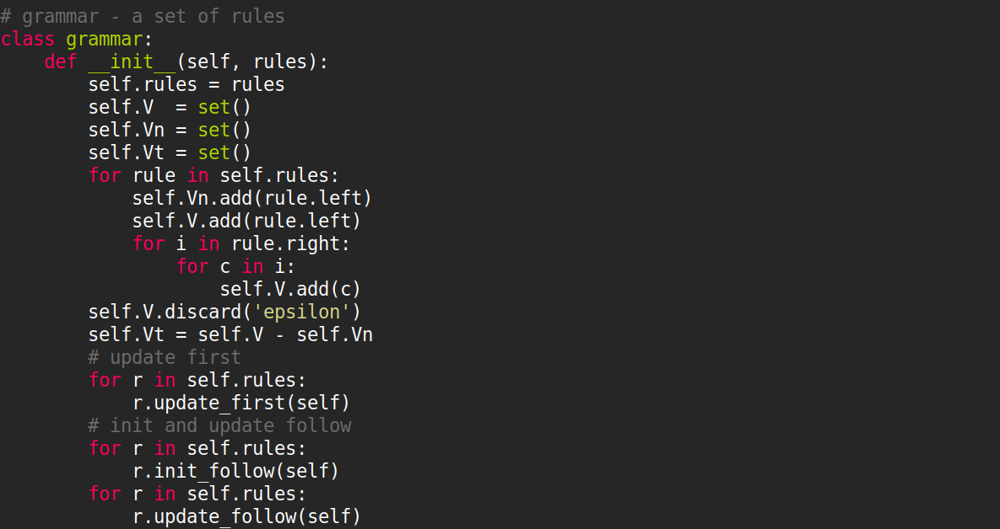 # grammar - a set of rules
class grammar:
    def __init__(self, rules):
        self.rules = rules
        self.V  = set()
        self.Vn = set()
        self.Vt = set()
        for rule in self.rules:
            self.Vn.add(rule.left)
            self.V.add(rule.left)
            for i in rule.right:
                for c in i:
                    self.V.add(c)
        self.V.discard('epsilon')
        self.Vt = self.V - self.Vn
        # update first
        for r in self.rules:
            r.update_first(self)
        # init and update follow
        for r in self.rules:
            r.init_follow(self)
        for r in self.rules:
            r.update_follow(self)